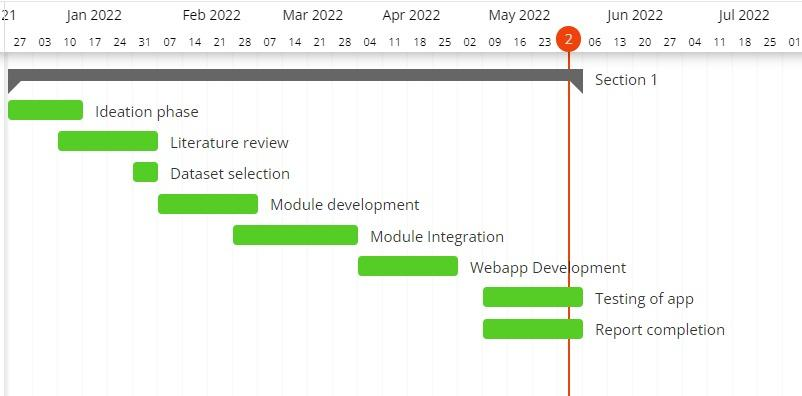 21 Jan 2022 Feb 2022 Mar 2022 Apr 2022 May 2022 Jun 2022 Jul 2022
27 03 10 17 24 31 07 14 21 28 07 14 21 28 04 11 18 25 02 09 16 23 2 06 13 20 27 04 11 18 25 01
Section 1
Ideation phase
Literature review
Dataset selection
Module development
Module Integration
Webapp Development
Testing of app
Report completion